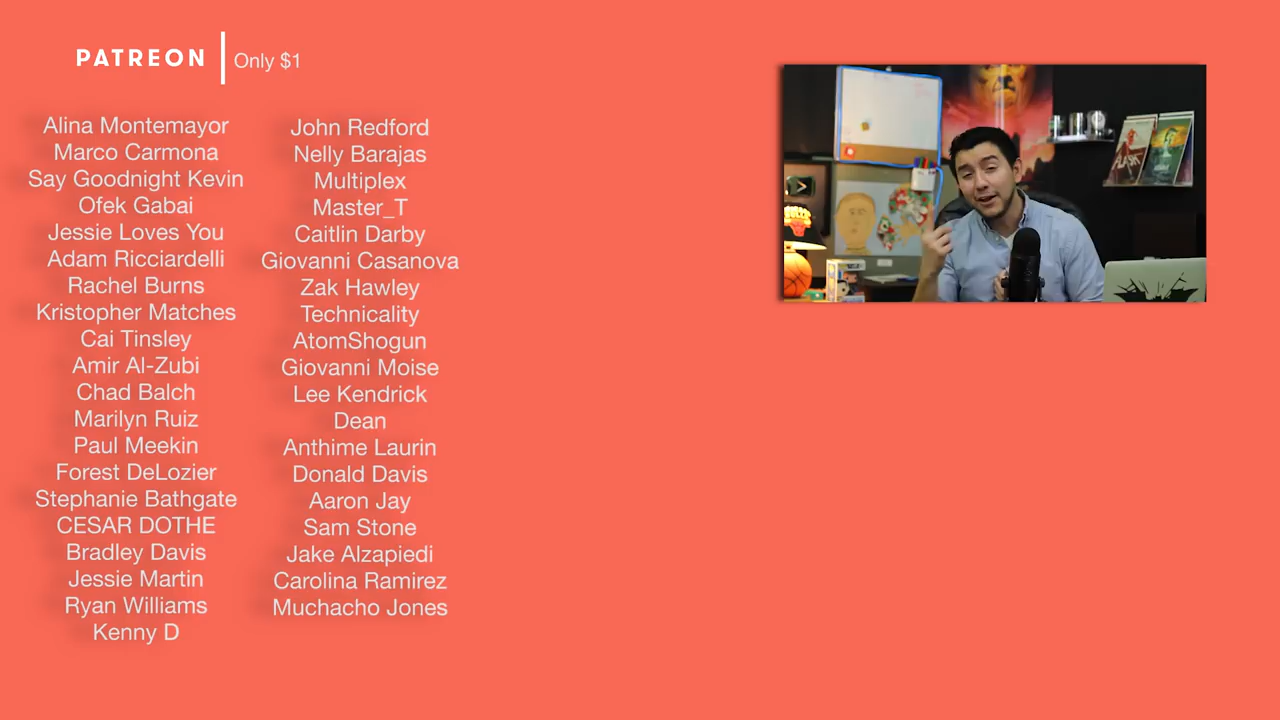 PATREON
Only $1
Alina Montemayor
Marco Carmona
Say Goodnight Kevin
Ofek Gabai
Jessie Loves You
Adam Ricciardelli
Rachel Burns
Kristopher Matches
Cai Tinsley
Amir Al-Zubi
Chad Balch
Marilyn Ruiz
Paul Meekin
Forest DeLozier
Stephanie Bathgate
CESAR DOTHE
Bradley Davis
Jessie Martin
Ryan Williams
Kenny D
John Redford
Nelly Barajas
Multiplex
Master_T
Caitlin Darby
Giovanni Casanova
Zak Hawley
Technicality
AtomShogun
Giovanni Moise
Lee Kendrick
Dean
Anthime Laurin
Donald Davis
Aaron Jay
Sam Stone
Jake Alzapiedi
Carolina Ramirez
Muchacho Jones